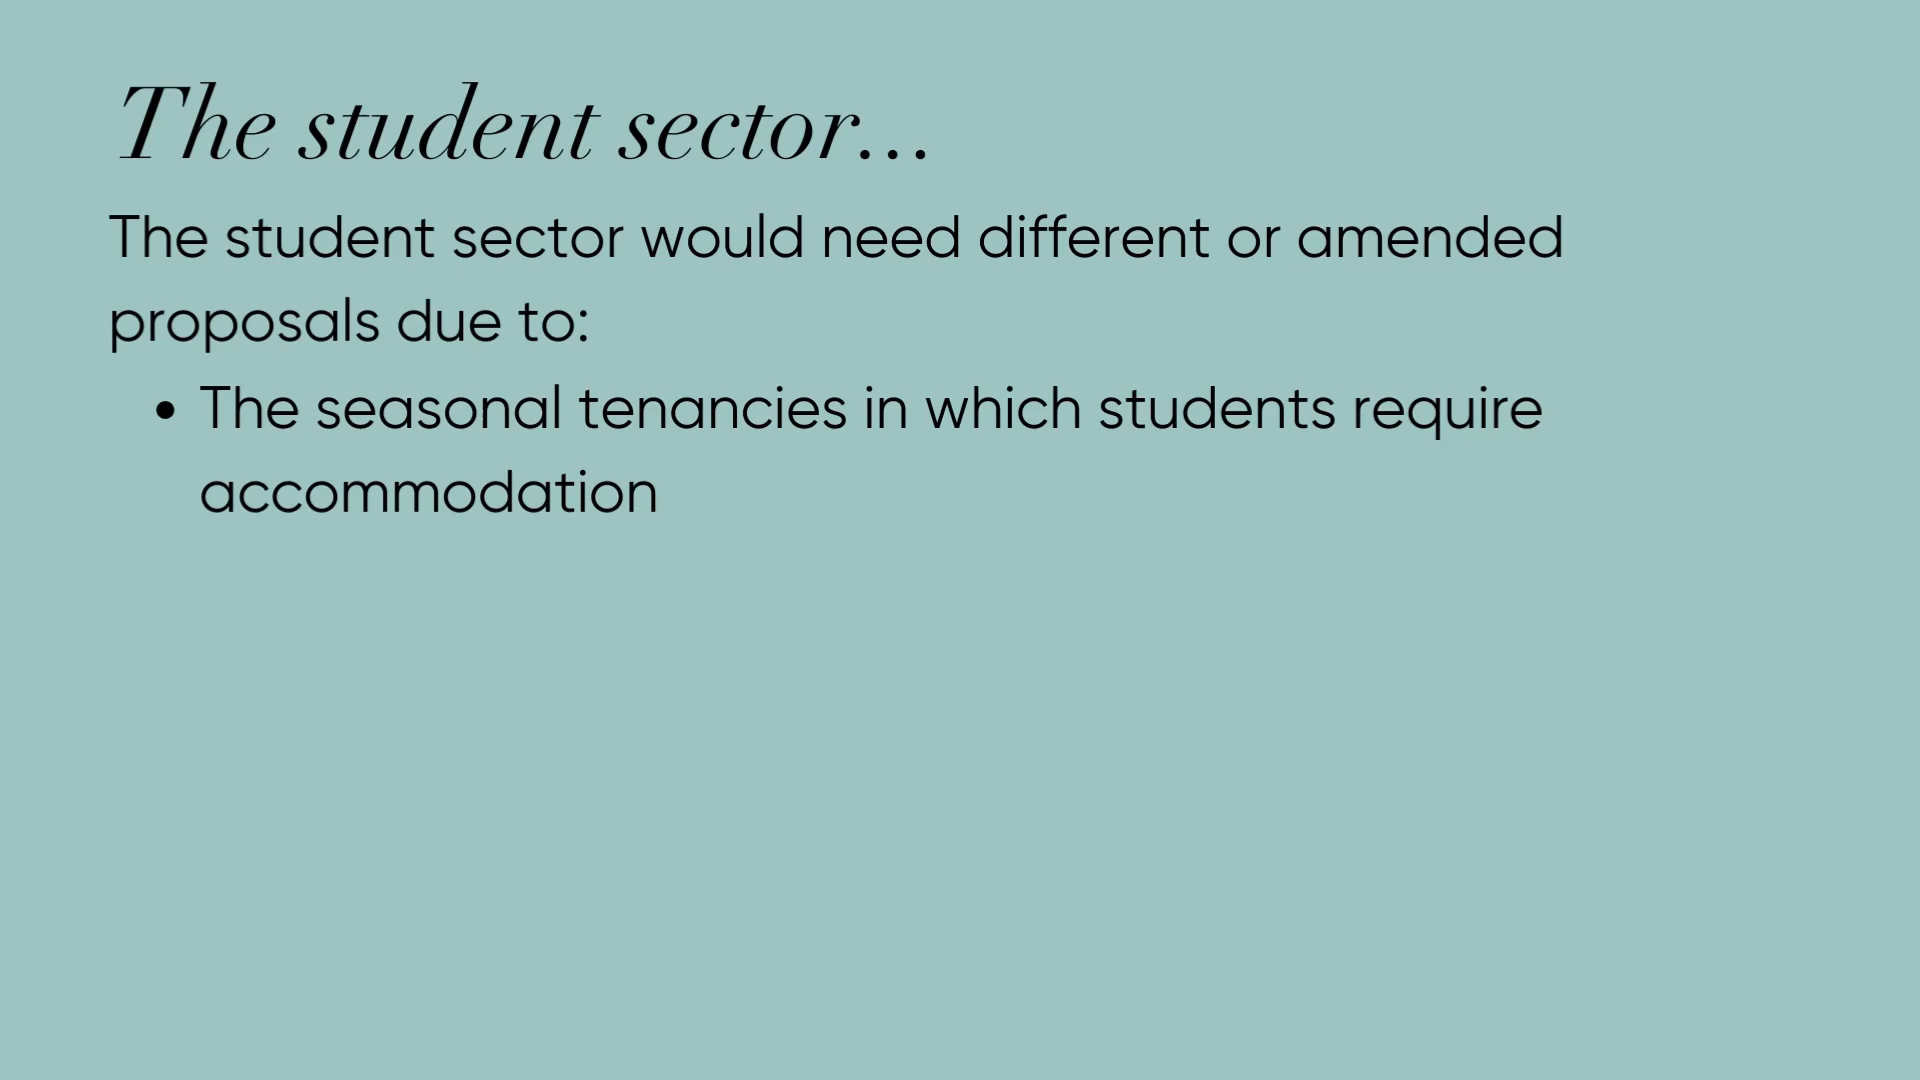 The student sector...
The student sector would need different or amended
proposals due to:
• The seasonal tenancies in which students require
accommodation